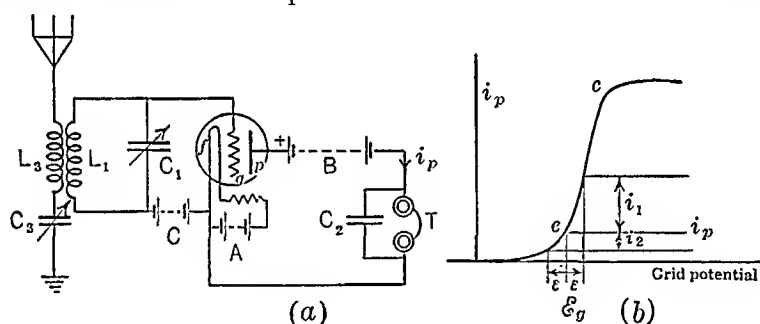 L₃
L₁
C₁
C₃
C
A
f
g
p
+
B
iₚ
C₂
T
(a)
iₚ
c
c
i₁
i₂
iₚ
Grid potential
ε
ε
ℰg
(b)